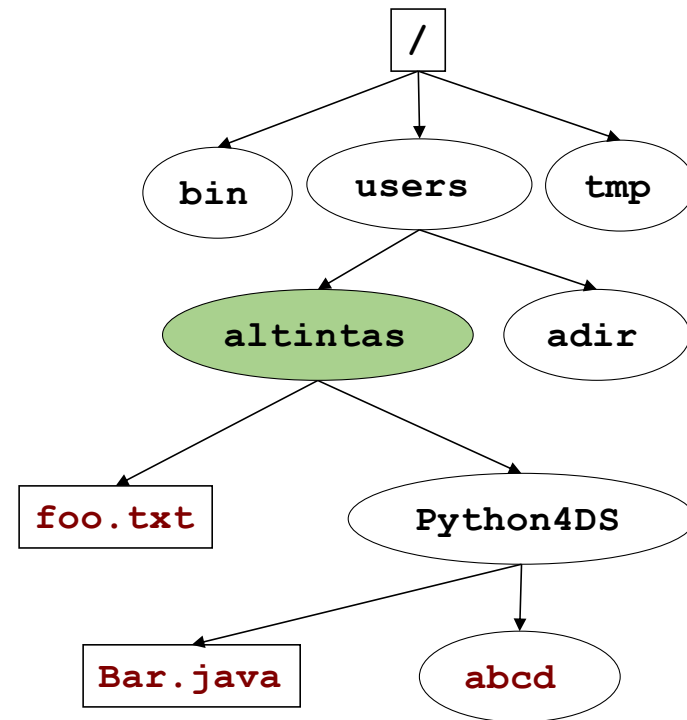 /
bin
users
tmp
altintas
adir
foo.txt
Python4DS
Bar.java
abcd